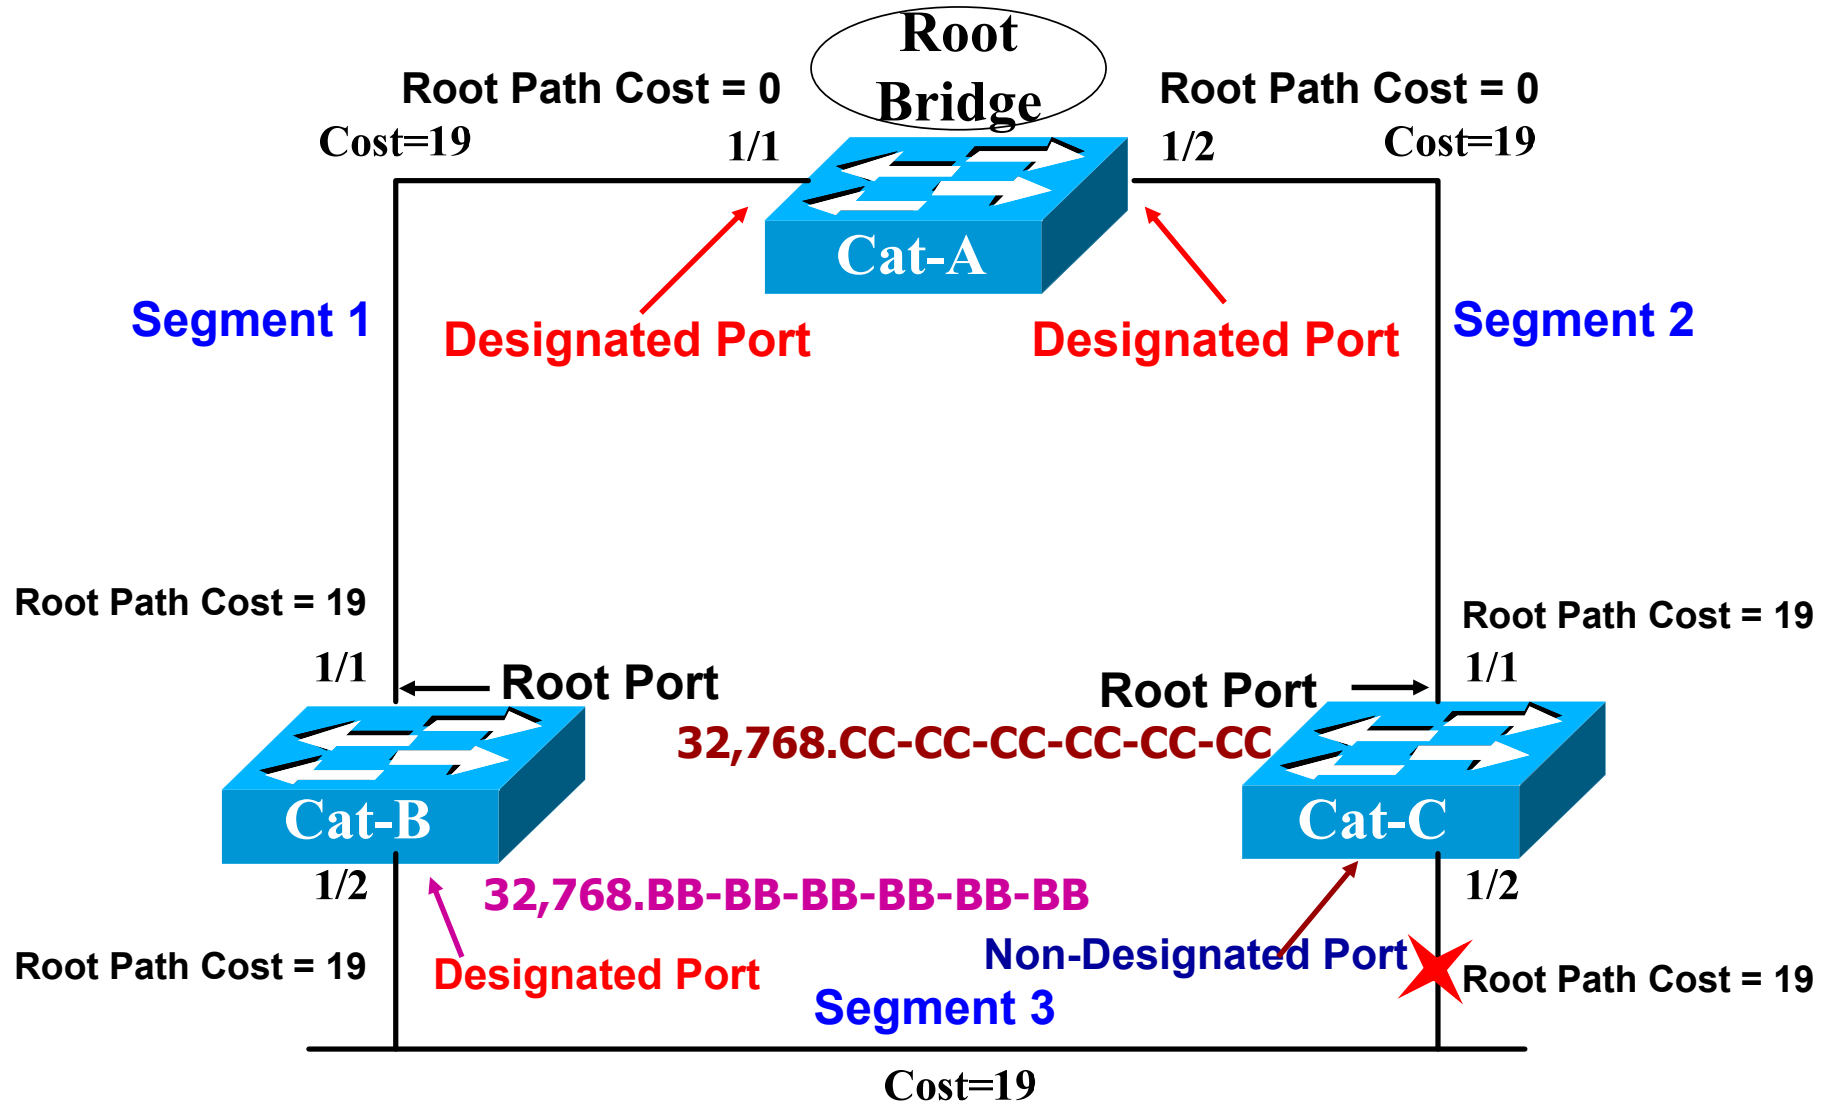 Root
Bridge
Root Path Cost = 0
Root Path Cost = 0
Cost=19
1/1
1/2
Cost=19
Cat-A
Segment 1
Designated Port
Designated Port
Segment 2
Root Path Cost = 19
Root Path Cost = 19
1/1
Root Port
Root Port
1/1
32,768.CC-CC-CC-CC-CC-CC
Cat-B
Cat-C
1/2
32,768.BB-BB-BB-BB-BB-BB
1/2
Root Path Cost = 19
Designated Port
Non-Designated Port
Root Path Cost = 19
Segment 3
Cost=19